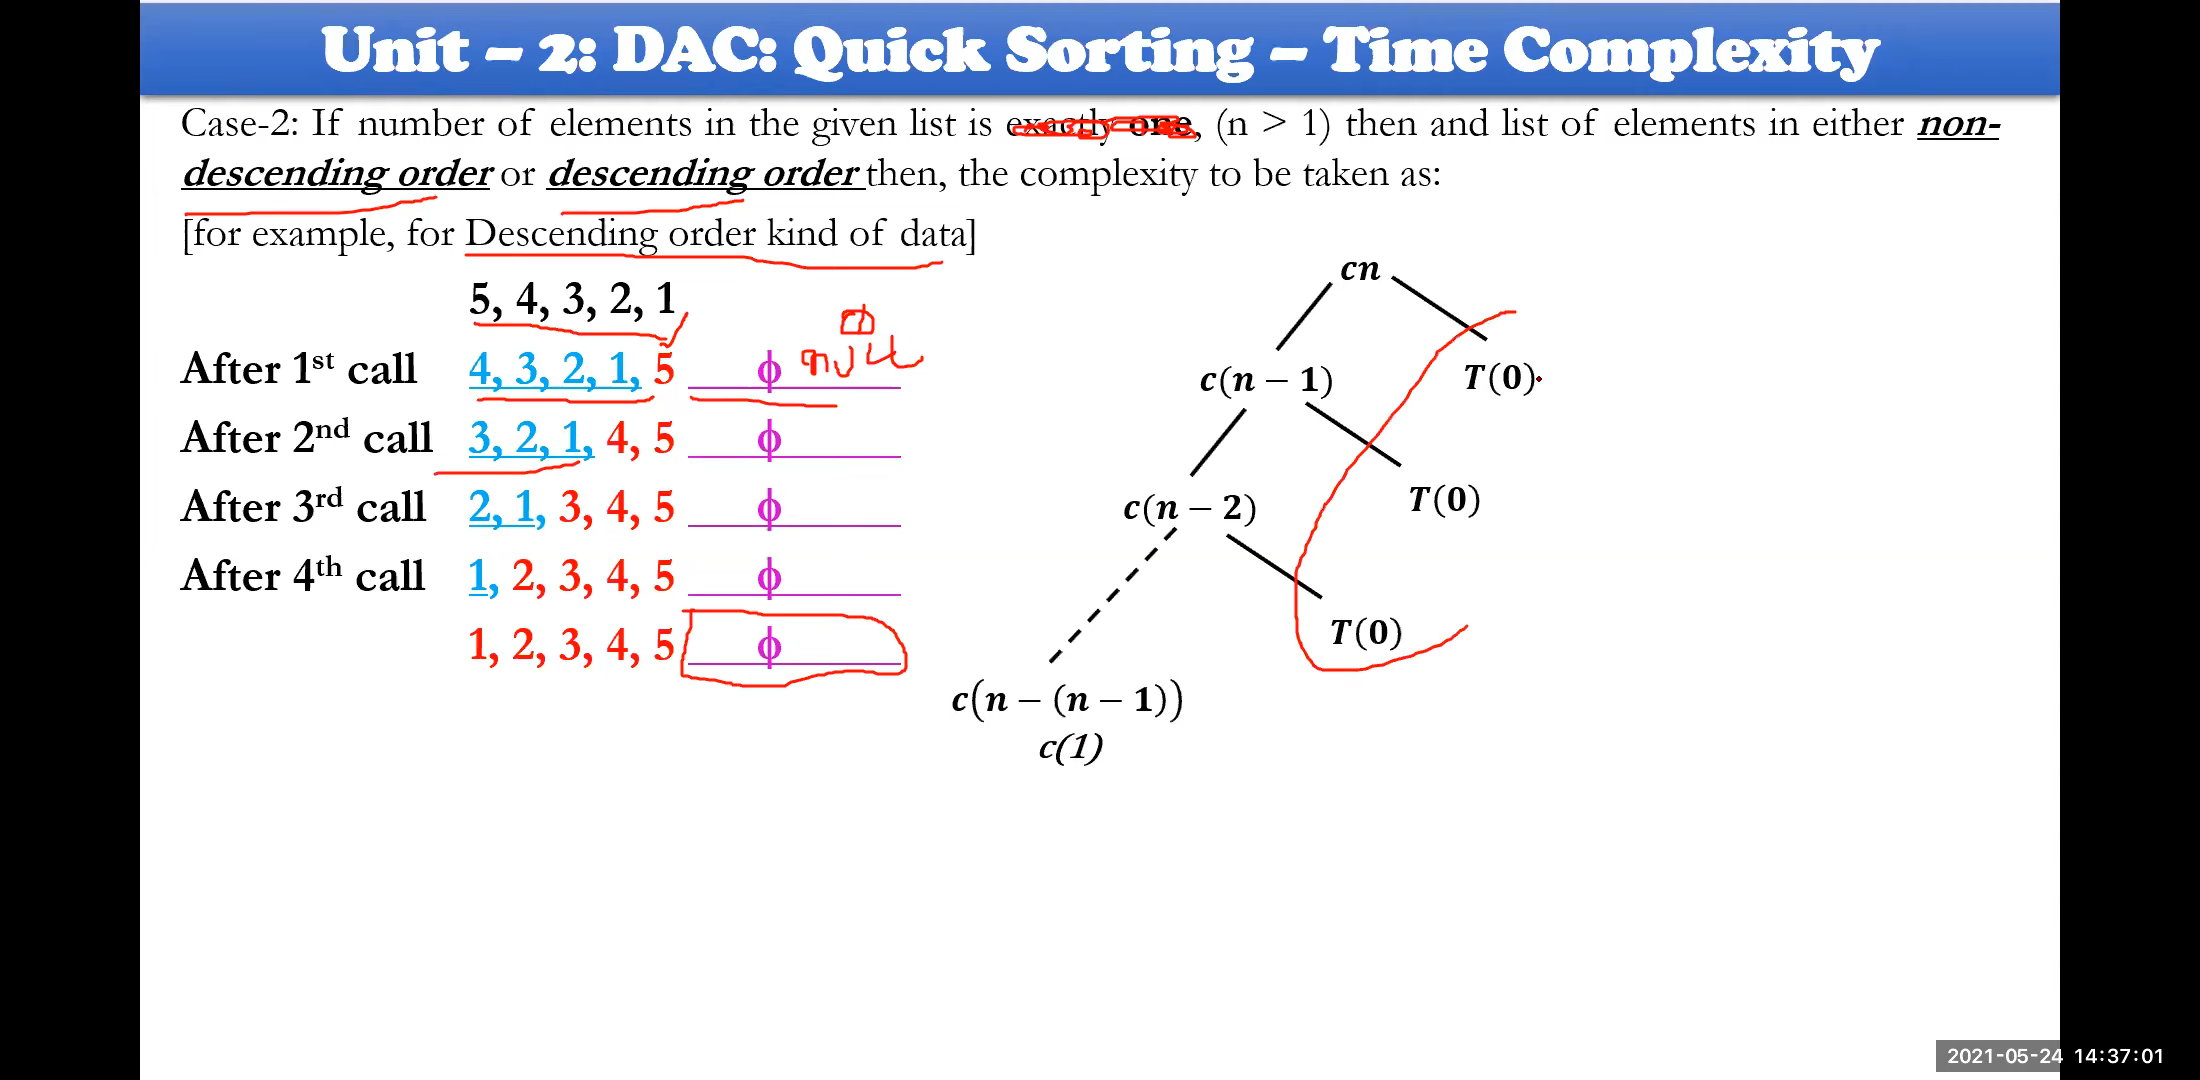 Unit – 2: DAC: Quick Sorting – Time Complexity
Case-2: If number of elements in the given list is exactly one, (n > 1) then and list of elements in either non-
descending order or descending order then, the complexity to be taken as:
[for example, for Descending order kind of data]
5, 4, 3, 2, 1
After 1st call 4, 3, 2, 1, 5 ϕ null
After 2nd call 3, 2, 1, 4, 5 ϕ
After 3rd call 2, 1, 3, 4, 5 ϕ
After 4th call 1, 2, 3, 4, 5 ϕ
1, 2, 3, 4, 5 ϕ
cn
c(n − 1) T(0)
c(n − 2) T(0)
T(0)
c(n − (n − 1))
c(1)
2021-05-24 14:37:01